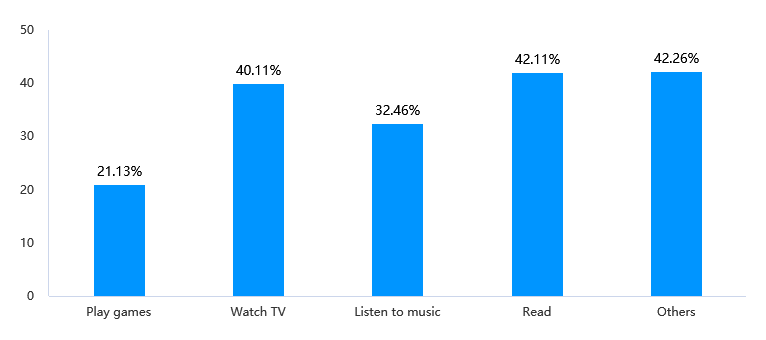 50
40
30
20
10
0
21.13%
40.11%
32.46%
42.11%
42.26%
Play games
Watch TV
Listen to music
Read
Others